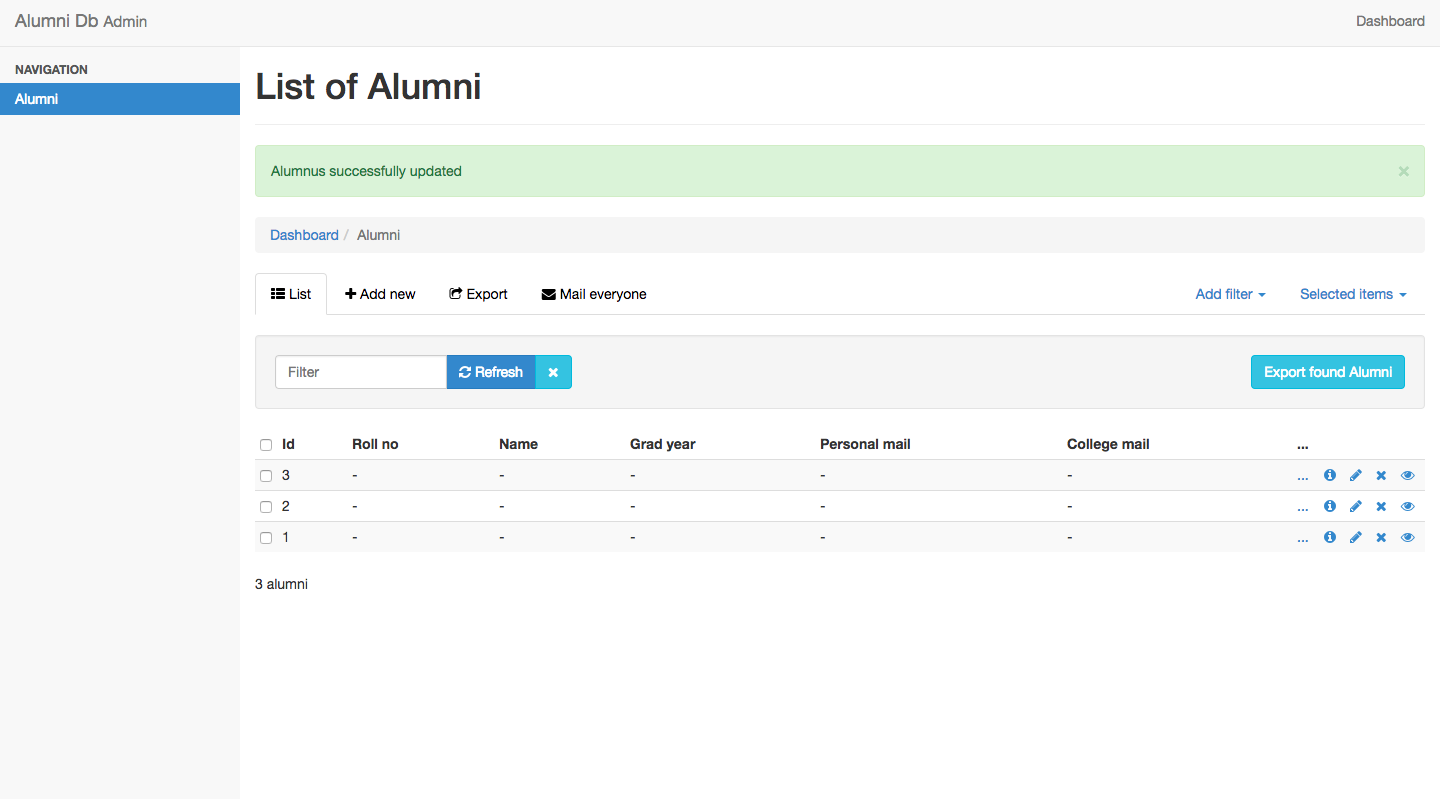 Alumni Db Admin Dashboard
NAVIGATION
Alumni
List of Alumni
Alumnus successfully updated ×
Dashboard / Alumni
List Add new Export Mail everyone Add filter Selected items
Filter Refresh Export found Alumni
Id Roll no Name Grad year Personal mail College mail ...
3 - - - - - ...
2 - - - - - ...
1 - - - - - ...
3 alumni